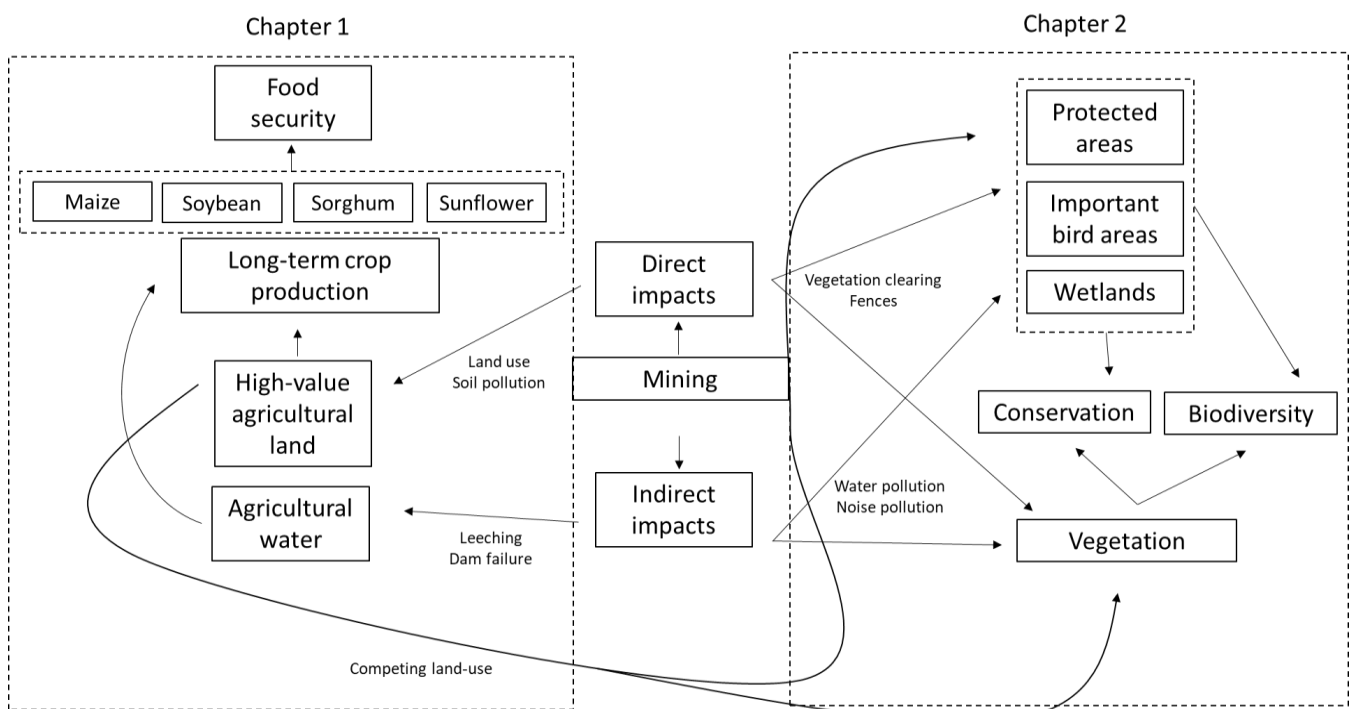 Chapter 1
Food
security
Maize
Soybean
Sorghum
Sunflower
Long-term crop
production
High-value
agricultural
land
Agricultural
water
Land use
Soil pollution
Leeching
Dam failure
Competing land-use
Direct
impacts
Mining
Indirect
impacts
Chapter 2
Protected
areas
Important
bird areas
Wetlands
Vegetation clearing
Fences
Conservation
Biodiversity
Water pollution
Noise pollution
Vegetation